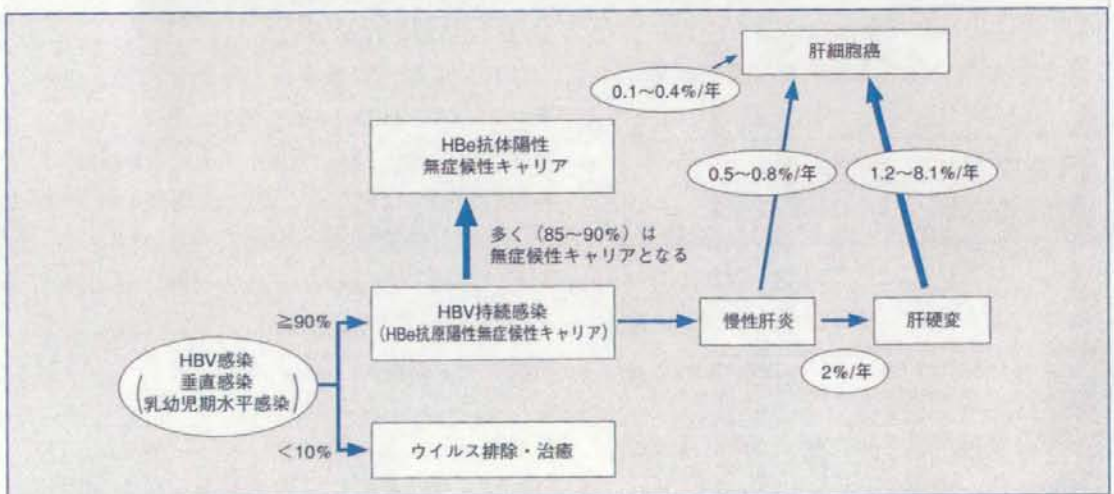 肝細胞癌
0.1〜0.4%/年
HBe抗体陽性
無症候性キャリア
0.5〜0.8%/年
1.2〜8.1%/年
多く（85〜90%）は
無症候性キャリアとなる
≧90%
HBV持続感染
（HBe抗原陽性無症候性キャリア）
慢性肝炎
肝硬変
HBV感染
垂直感染
（乳幼児期水平感染）
2%/年
＜10%
ウイルス排除・治癒